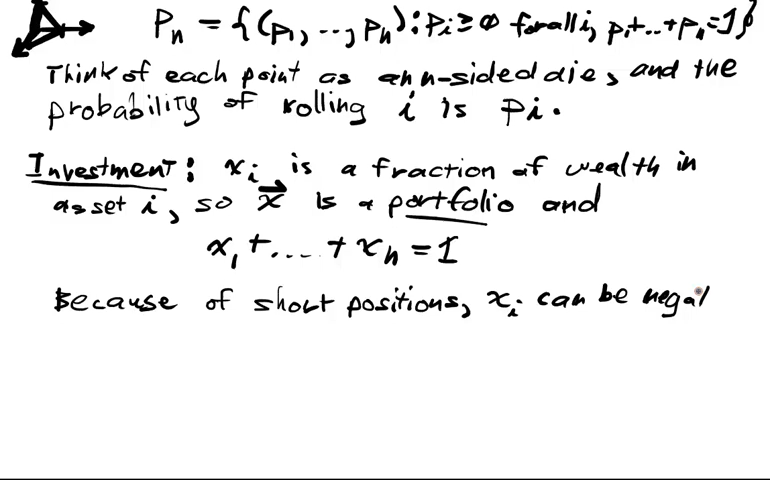 Pn = {(p1, .., pn): pi ≥ 0 for all i, p1+..+pn=1}
Think of each point as an n-sided die, and the
probability of rolling i is pi.
Investment: xi is a fraction of wealth in
asset i, so x⃗ is a portfolio and
x1 + .... + xn = 1
Because of short positions, xi can be negat